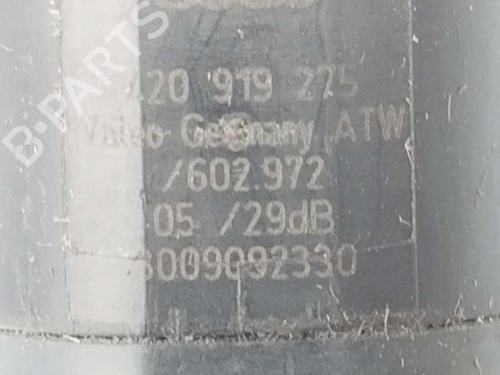 B-PARTS
420 919 275
Valeo Germany ATW
/602.972
05 /29dB
3009092330